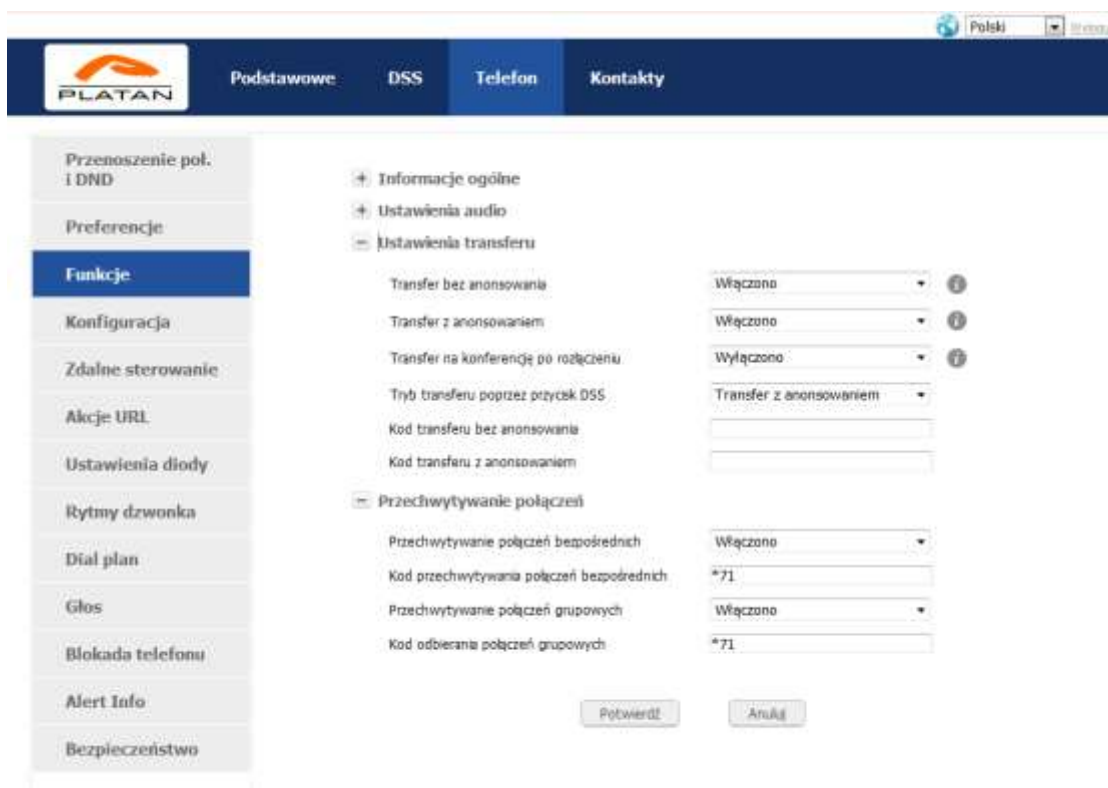 Polski
PLATAN
Podstawowe DSS Telefon Kontakty
Przenoszenie poł.
i DND
Preferencje
Funkcje
Konfiguracja
Zdalne sterowanie
Akcje URL
Ustawienia diody
Rytmy dzwonka
Dial plan
Głos
Blokada telefonu
Alert Info
Bezpieczeństwo
Informacje ogólne
Ustawienia audio
Ustawienia transferu
Transfer bez anonsowania Włączono
Transfer z anonsowaniem Włączono
Transfer na konferencję po rozłączeniu Wyłączono
Tryb transferu poprzez przycisk DSS Transfer z anonsowaniem
Kod transferu bez anonsowania
Kod transferu z anonsowaniem
Przechwytywanie połączeń
Przechwytywanie połączeń bezpośrednich Włączono
Kod przechwytywania połączeń bezpośrednich *71
Przechwytywanie połączeń grupowych Włączono
Kod odbierania połączeń grupowych *71
Potwierdź Anuluj